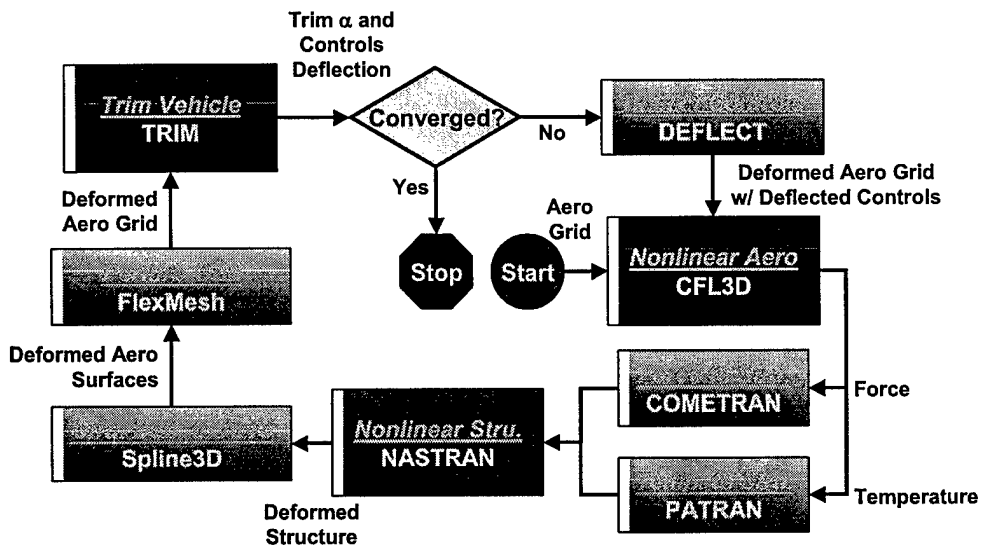 Trim α and
Controls
Deflection
Trim Vehicle
TRIM
Converged?
No
DEFLECT
Yes
Deformed Aero Grid
w/ Deflected Controls
Deformed
Aero Grid
Aero
Grid
Stop
Start
Nonlinear Aero
CFL3D
FlexMesh
Deformed Aero
Surfaces
COMETRAN
Force
Nonlinear Stru.
NASTRAN
Spline3D
PATRAN
Temperature
Deformed
Structure